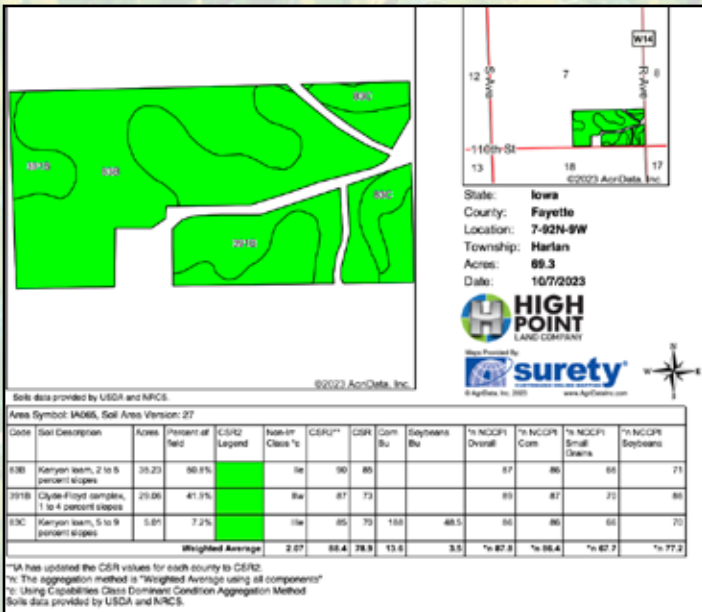 W14
12
7
8
S Ave
R Ave
110th St
13
18
17
©2023 AgriData, Inc.
State: Iowa
County: Fayette
Location: 7-92N-9W
Township: Harlan
Acres: 69.3
Date: 10/7/2023
HIGH
POINT
LAND COMPANY
Maps Provided By:
surety®
CUSTOMIZED ONLINE MAPPING
© AgriData, Inc. 2023 www.AgriDataInc.com
N
W E
S
83B
391B
83C
©2023 AgriData, Inc.
Soils data provided by USDA and NRCS.
Area Symbol: IA065, Soil Area Version: 27
Code Soil Description Acres Percent of field CSR2 Legend Non-Irr Class *c CSR2** CSR Corn Bu Soybeans Bu *n NCCPI Overall *n NCCPI Corn *n NCCPI Small Grains *n NCCPI Soybeans
83B Kenyon loam, 2 to 5 percent slopes 35.23 50.8% IIe 90 85 87 86 66 71
391B Clyde-Floyd complex, 1 to 4 percent slopes 29.06 41.9% IIw 87 73 89 87 70 86
83C Kenyon loam, 5 to 9 percent slopes 5.01 7.2% IIIe 85 70 188 48.5 86 86 66 70
Weighted Average 2.07 88.4 78.9 13.6 3.5 *n 87.8 *n 86.4 *n 67.7 *n 77.2
**IA has updated the CSR values for each county to CSR2.
*n: The aggregation method is "Weighted Average using all components"
*c: Using Capabilities Class Dominant Condition Aggregation Method
Soils data provided by USDA and NRCS.